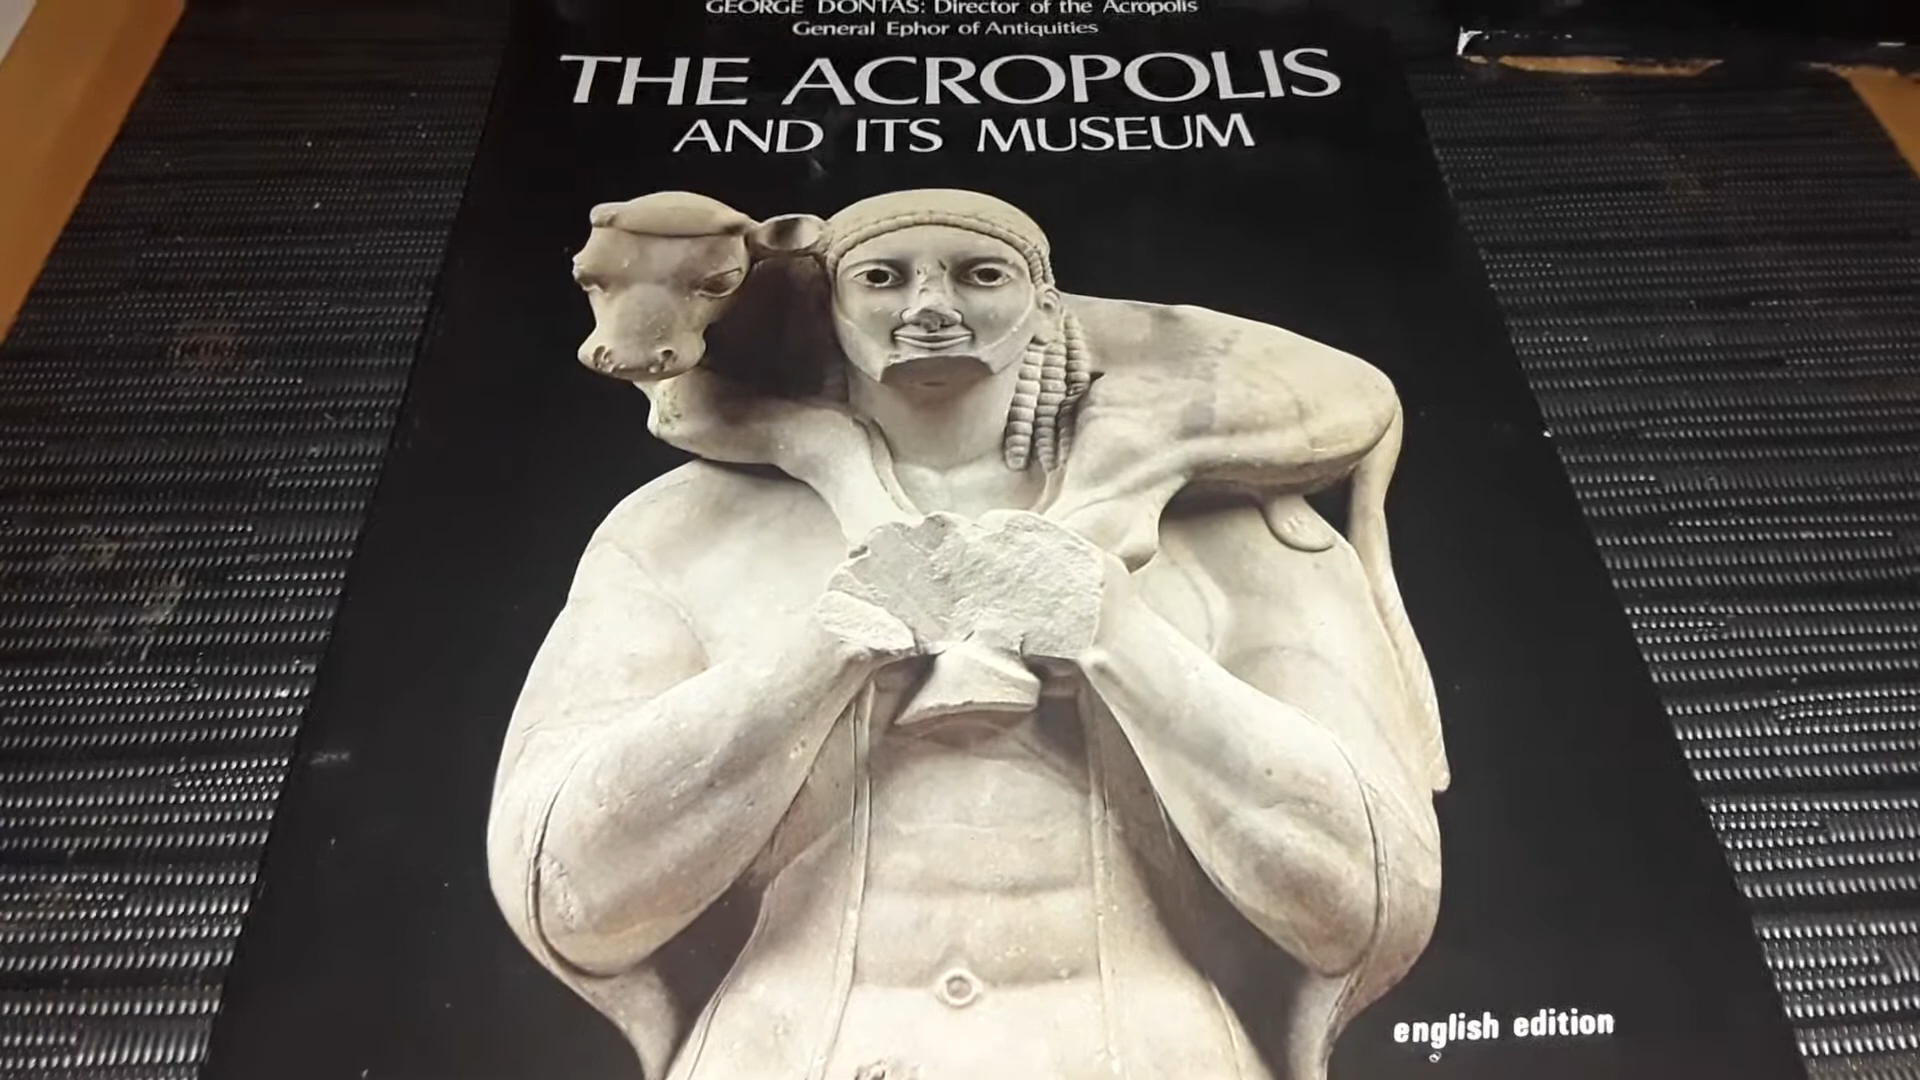 GEORGE DONTAS: Director of the Acropolis
General Ephor of Antiquities
THE ACROPOLIS
AND ITS MUSEUM
english edition